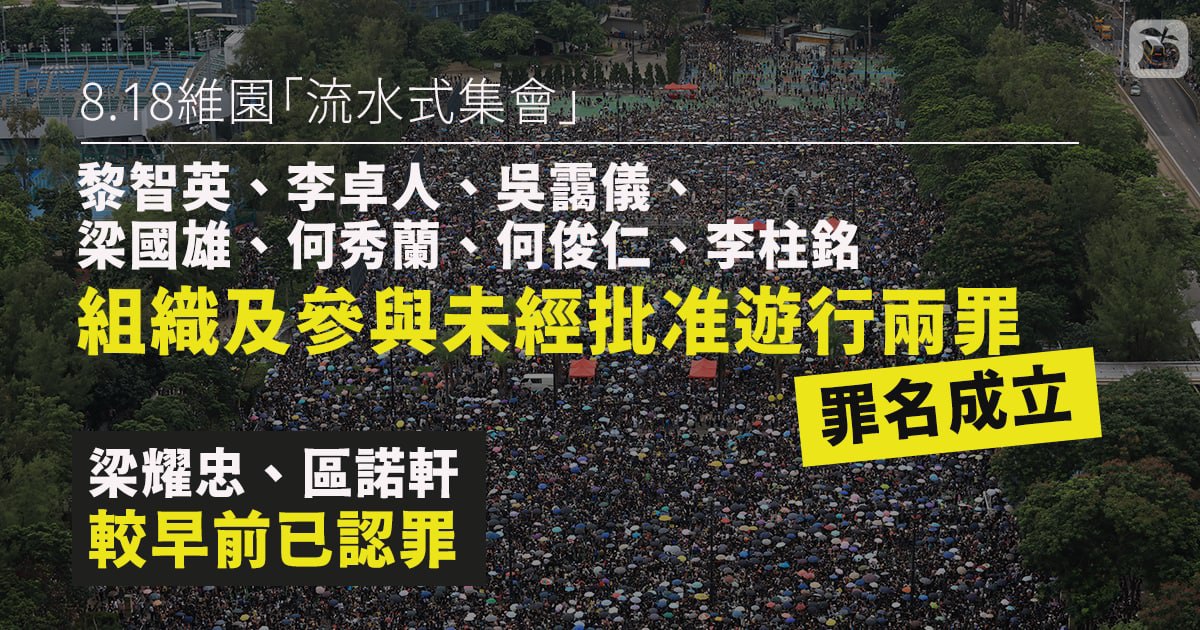 8.18維園「流水式集會」
黎智英、李卓人、吳靄儀、
梁國雄、何秀蘭、何俊仁、李柱銘
組織及參與未經批准遊行兩罪
罪名成立
梁耀忠、區諾軒
較早前已認罪